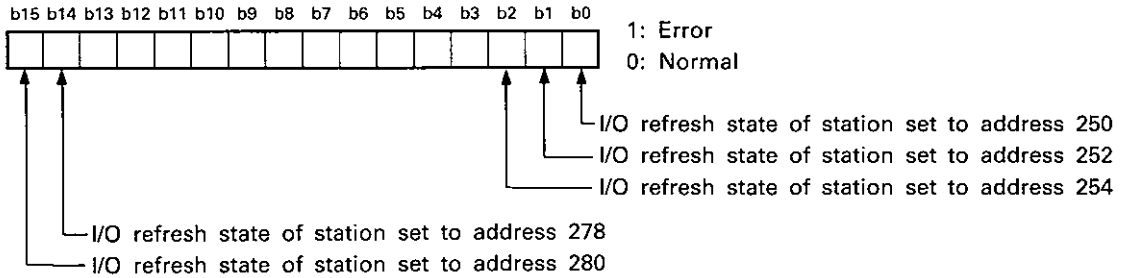 b15 b14 b13 b12 b11 b10 b9 b8 b7 b6 b5 b4 b3 b2 b1 b0
1: Error
0: Normal
I/O refresh state of station set to address 250
I/O refresh state of station set to address 252
I/O refresh state of station set to address 254
I/O refresh state of station set to address 278
I/O refresh state of station set to address 280